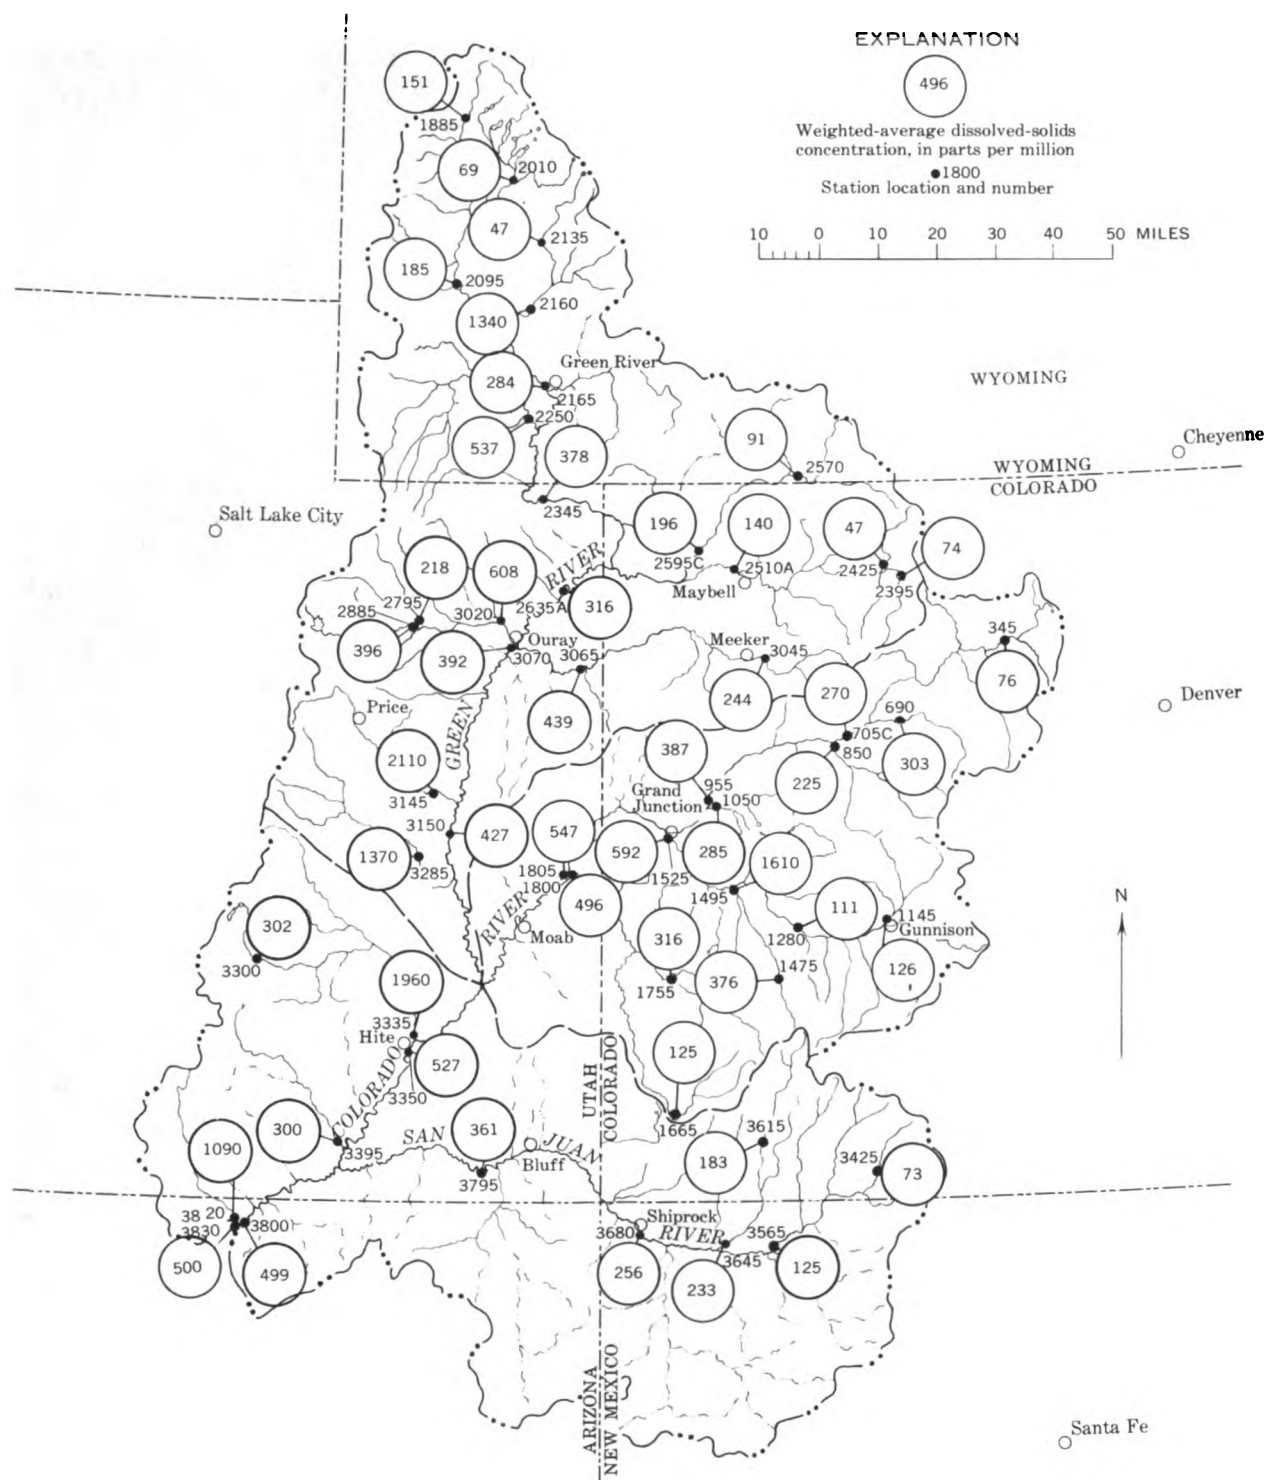 EXPLANATION
496
Weighted-average dissolved-solids
concentration, in parts per million
1800
Station location and number
10 0 10 20 30 40 50 MILES
151
1885
69
2010
47
2135
185
2095
2160
1340
Green River
284
2165
WYOMING
2250
537
378
91
2570
Cheyenne
WYOMING
COLORADO
2345
Salt Lake City
196
140
47
74
2595C
2510A
2425
2395
Maybell
218
608
RIVER
2795
2635A
316
2885
3020
Ouray
396
392
3070
3065
Meeker
3045
345
76
Denver
244
270
690
Price
439
GREEN
387
705C
850
303
2110
225
955
3145
Grand
Junction
1050
3150
427
547
592
285
1610
1370
3285
1805
1800
1525
1495
N
496
111
1145
Gunnison
RIVER
Moab
1280
302
316
126
3300
1960
1755
376
1475
3335
Hite
527
125
3350
COLORADO
UTAH
COLORADO
1665
300
361
SAN
JUAN
3615
1090
3395
Bluff
183
3425
73
3795
38 20
3830
3800
Shiprock
3680
RIVER
3565
3645
500
499
256
233
125
ARIZONA
NEW MEXICO
Santa Fe